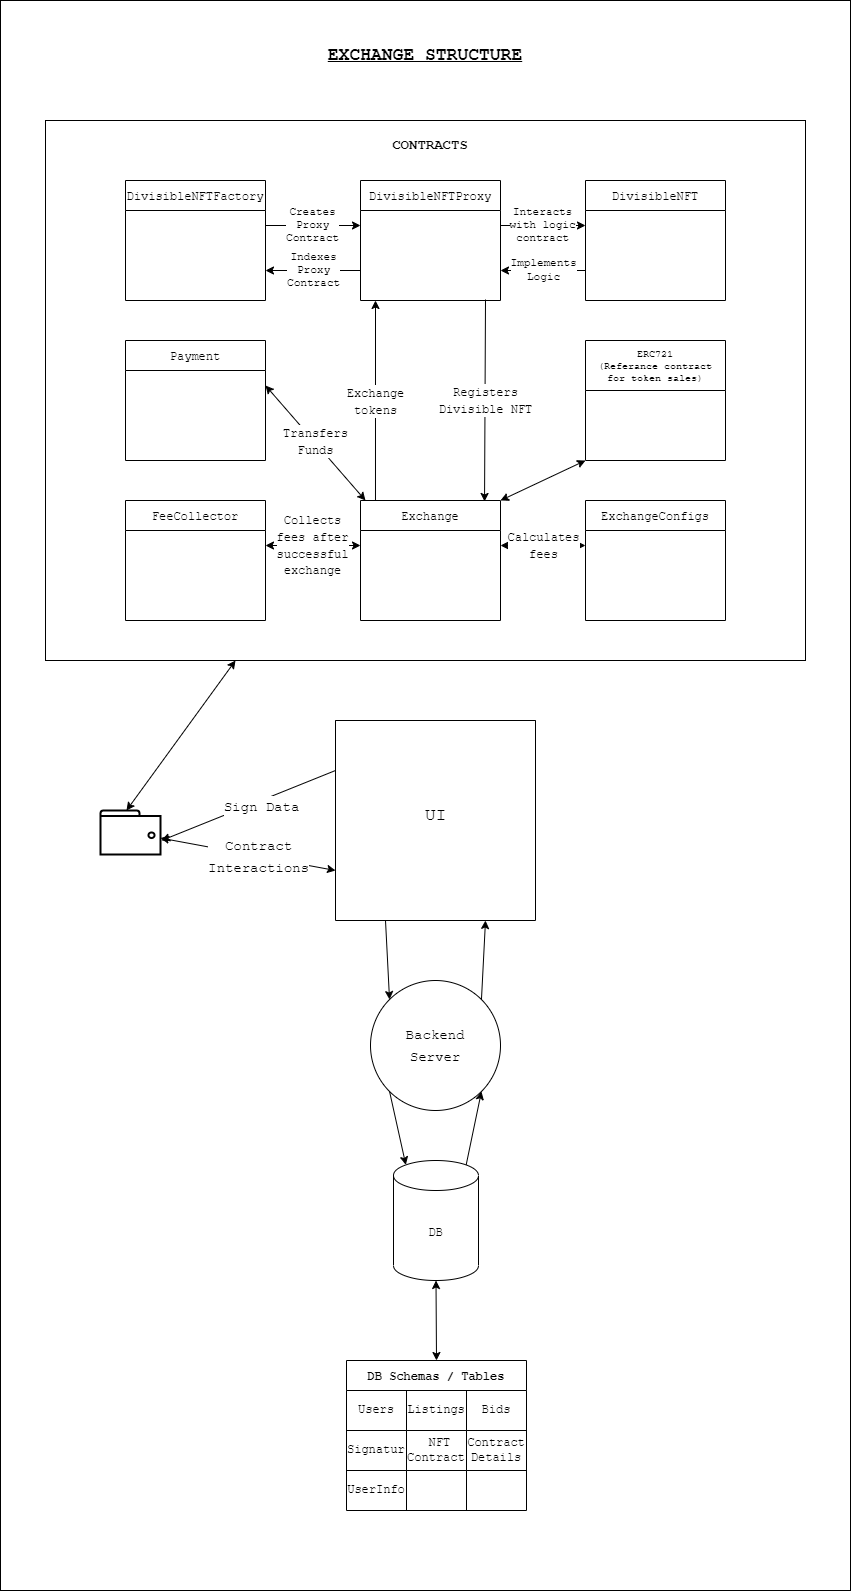 EXCHANGE STRUCTURE
CONTRACTS
DivisibleNFTFactory
DivisibleNFTProxy
DivisibleNFT
Creates
Proxy
Contract
Interacts
with logic
contract
Indexes
Proxy
Contract
Implements
Logic
Payment
ERC721
(Referance contract
for token sales)
Exchange
tokens
Registers
Divisible NFT
Transfers
Funds
FeeCollector
Collects
fees after
successful
exchange
Exchange
Calculates
fees
ExchangeConfigs
UI
Sign Data
Contract
Interactions
Backend
Server
DB
DB Schemas / Tables
Users
Listings
Bids
Signatur
NFT
Contract
Contract
Details
UserInfo